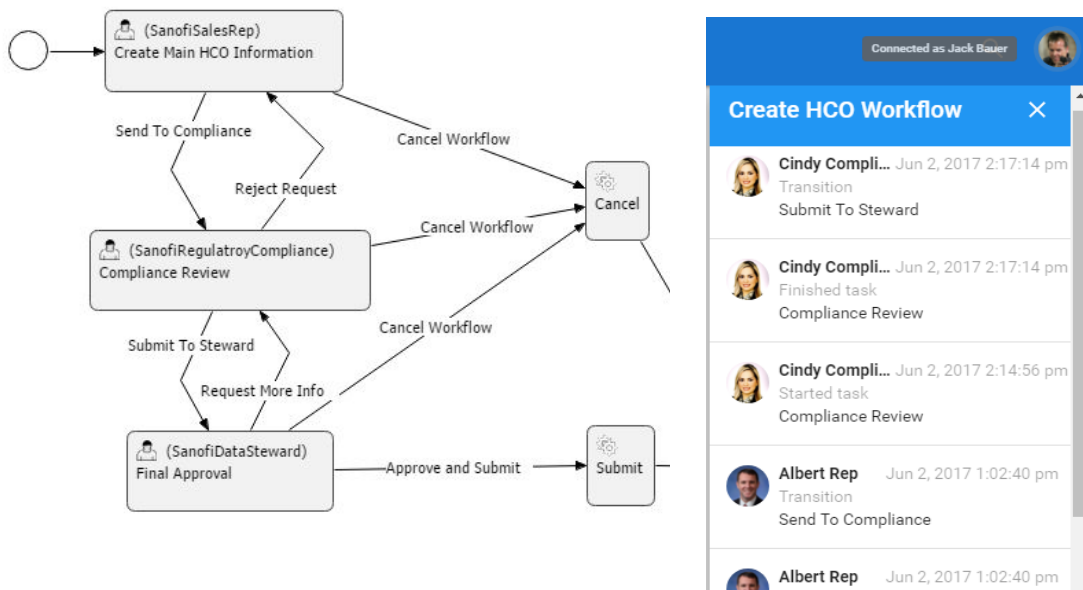 (SanofiSalesRep)
Create Main HCO Information
Send To Compliance
Reject Request
Cancel Workflow
Cancel
(SanofiRegulatroyCompliance)
Compliance Review
Cancel Workflow
Submit To Steward
Request More Info
Cancel Workflow
(SanofiDataSteward)
Final Approval
Approve and Submit
Submit
Connected as Jack Bauer
Create HCO Workflow
Cindy Compli... Jun 2, 2017 2:17:14 pm
Transition
Submit To Steward
Cindy Compli... Jun 2, 2017 2:17:14 pm
Finished task
Compliance Review
Cindy Compli... Jun 2, 2017 2:14:56 pm
Started task
Compliance Review
Albert Rep Jun 2, 2017 1:02:40 pm
Transition
Send To Compliance
Albert Rep Jun 2, 2017 1:02:40 pm